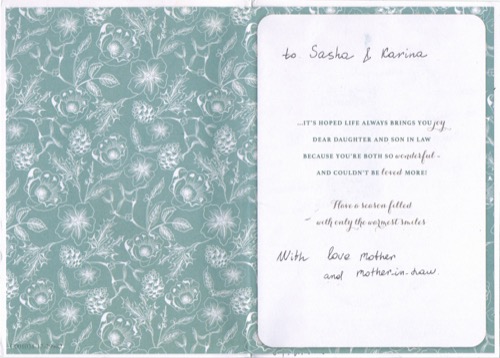 to Sasha & Karina
...IT'S HOPED LIFE ALWAYS BRINGS YOU joy...
DEAR DAUGHTER AND SON IN LAW
BECAUSE YOU'RE BOTH SO wonderful –
AND COULDN'T BE loved MORE!
Have a season filled
with only the warmest smiles
With love mother
and mother-in-law